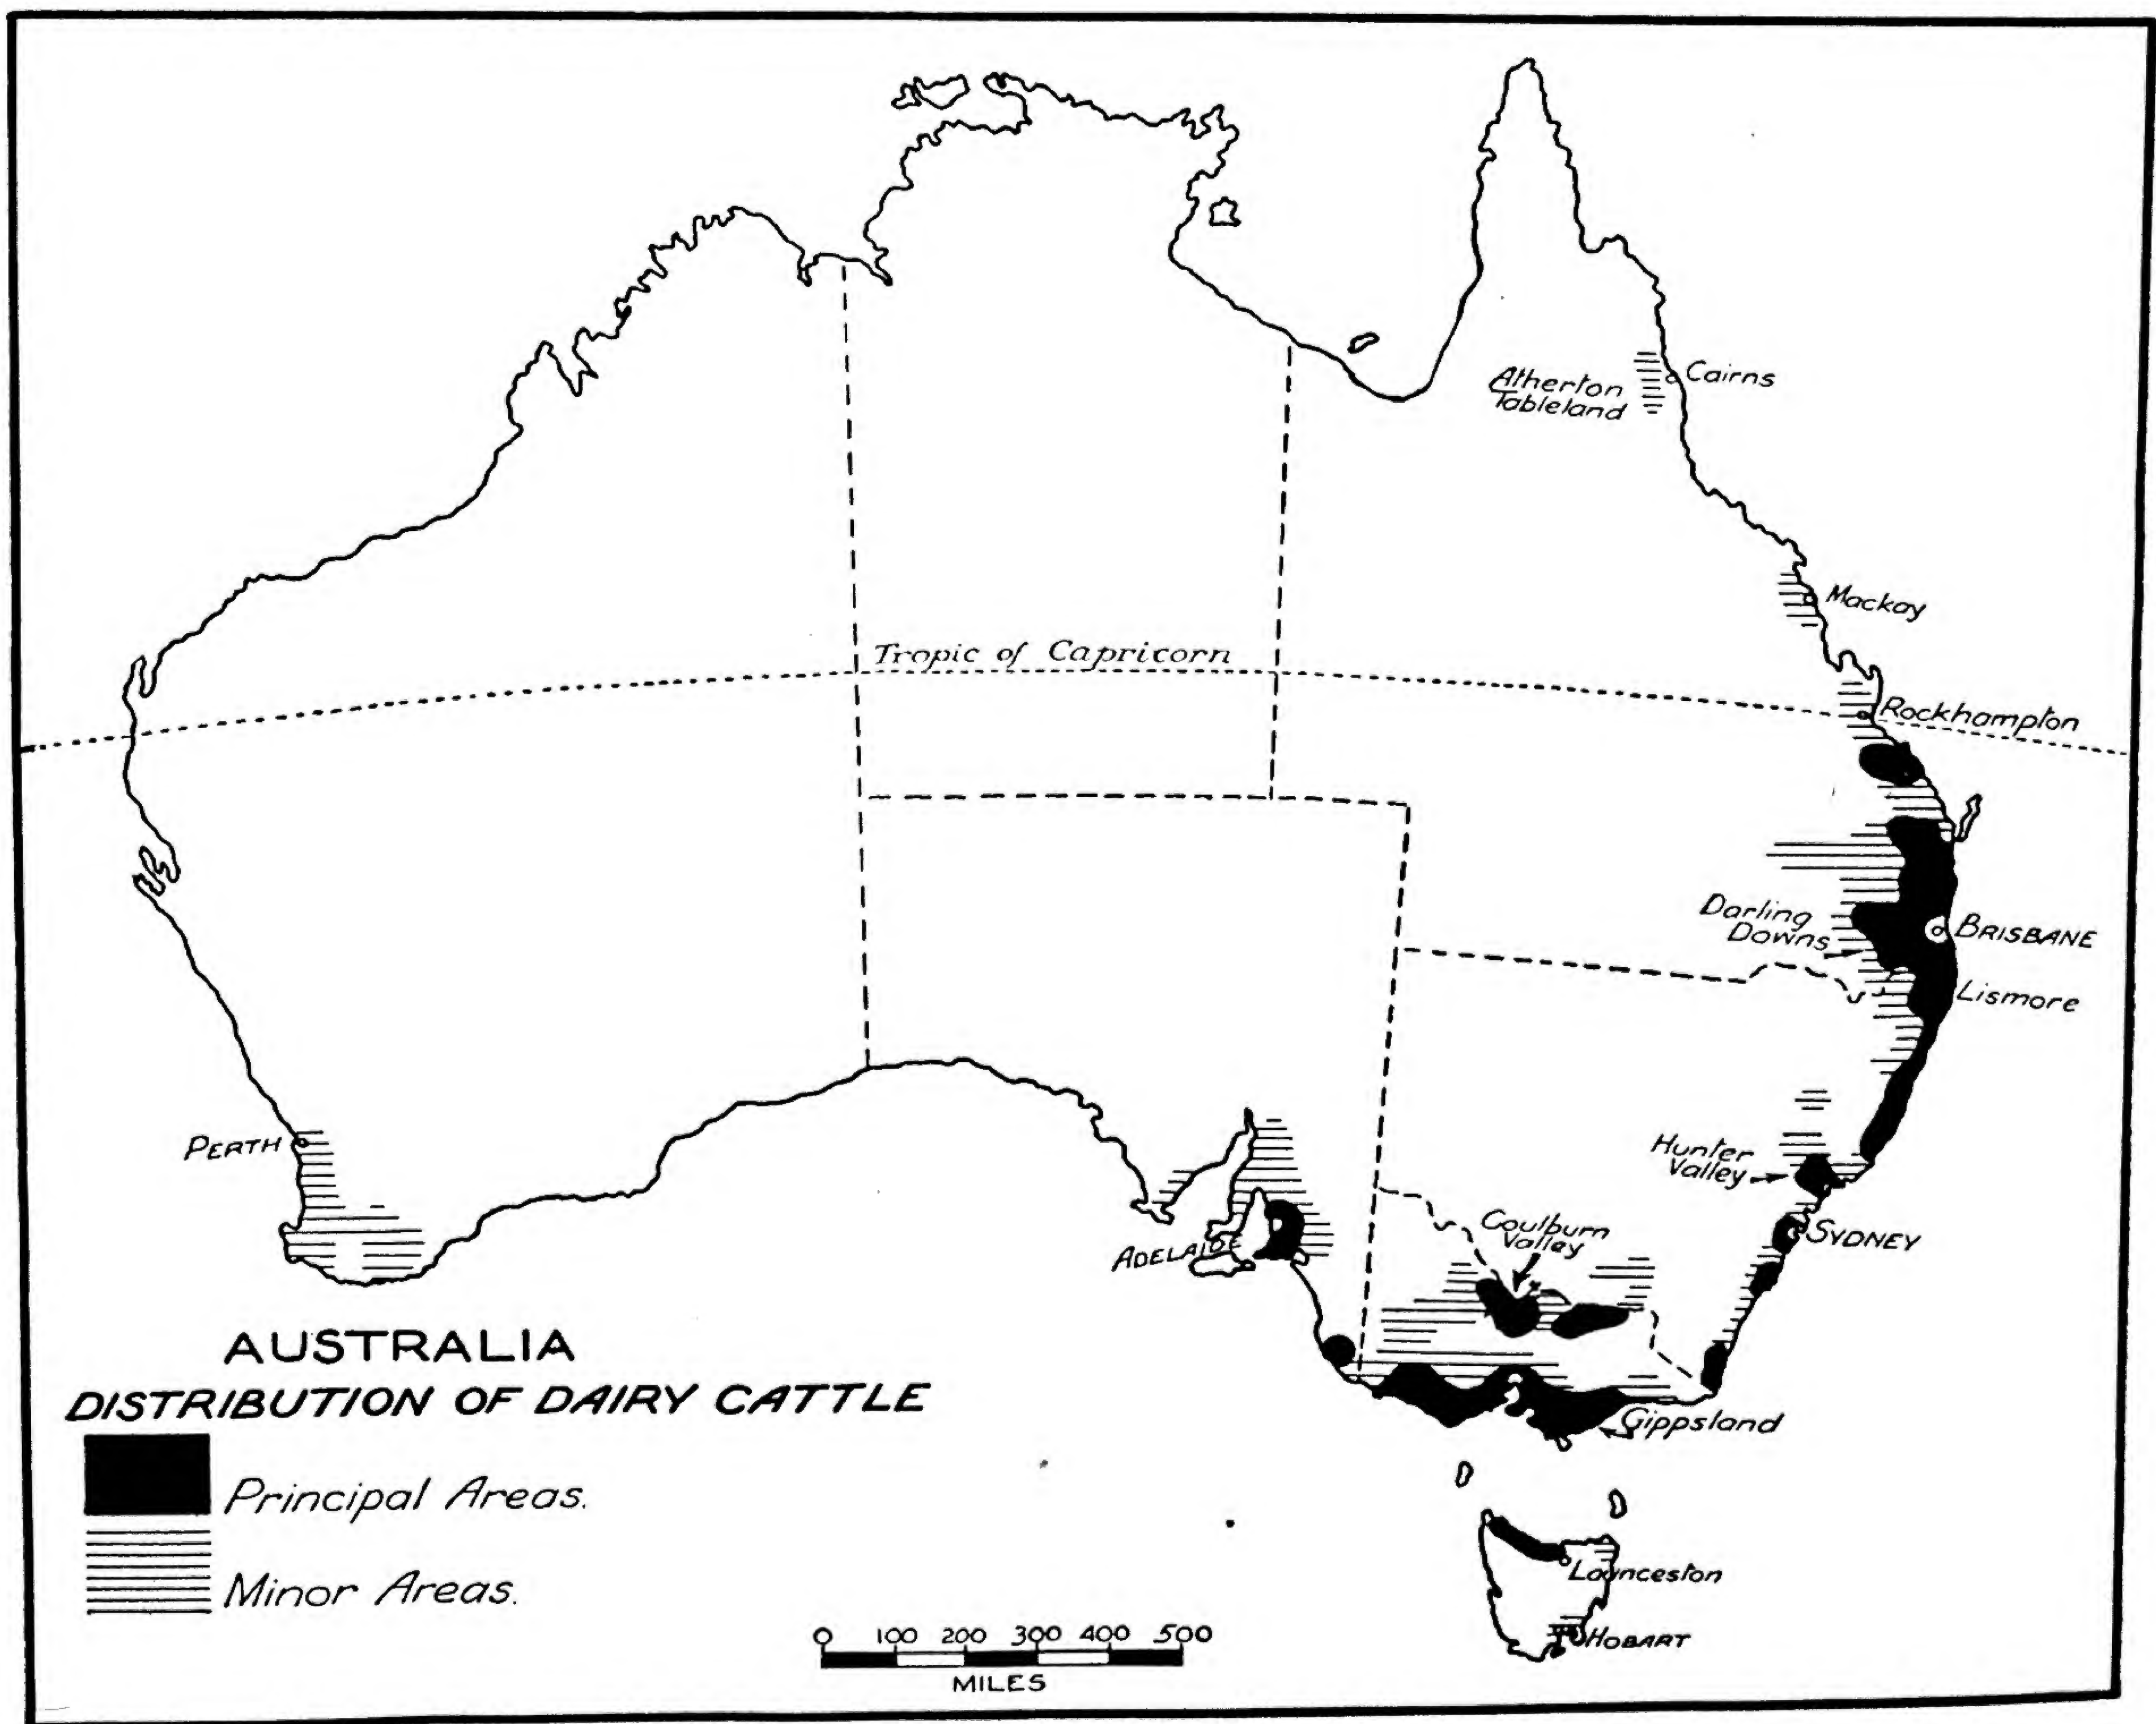 Atherton
Tableland
Cairns
Mackay
Tropic of Capricorn
Rockhampton
Darling
Downs
BRISBANE
Lismore
PERTH
Hunter
Valley
Goulburn
Valley
SYDNEY
ADELAIDE
AUSTRALIA
DISTRIBUTION OF DAIRY CATTLE
Gippsland
Principal Areas.
Minor Areas.
Launceston
HOBART
0 100 200 300 400 500
MILES